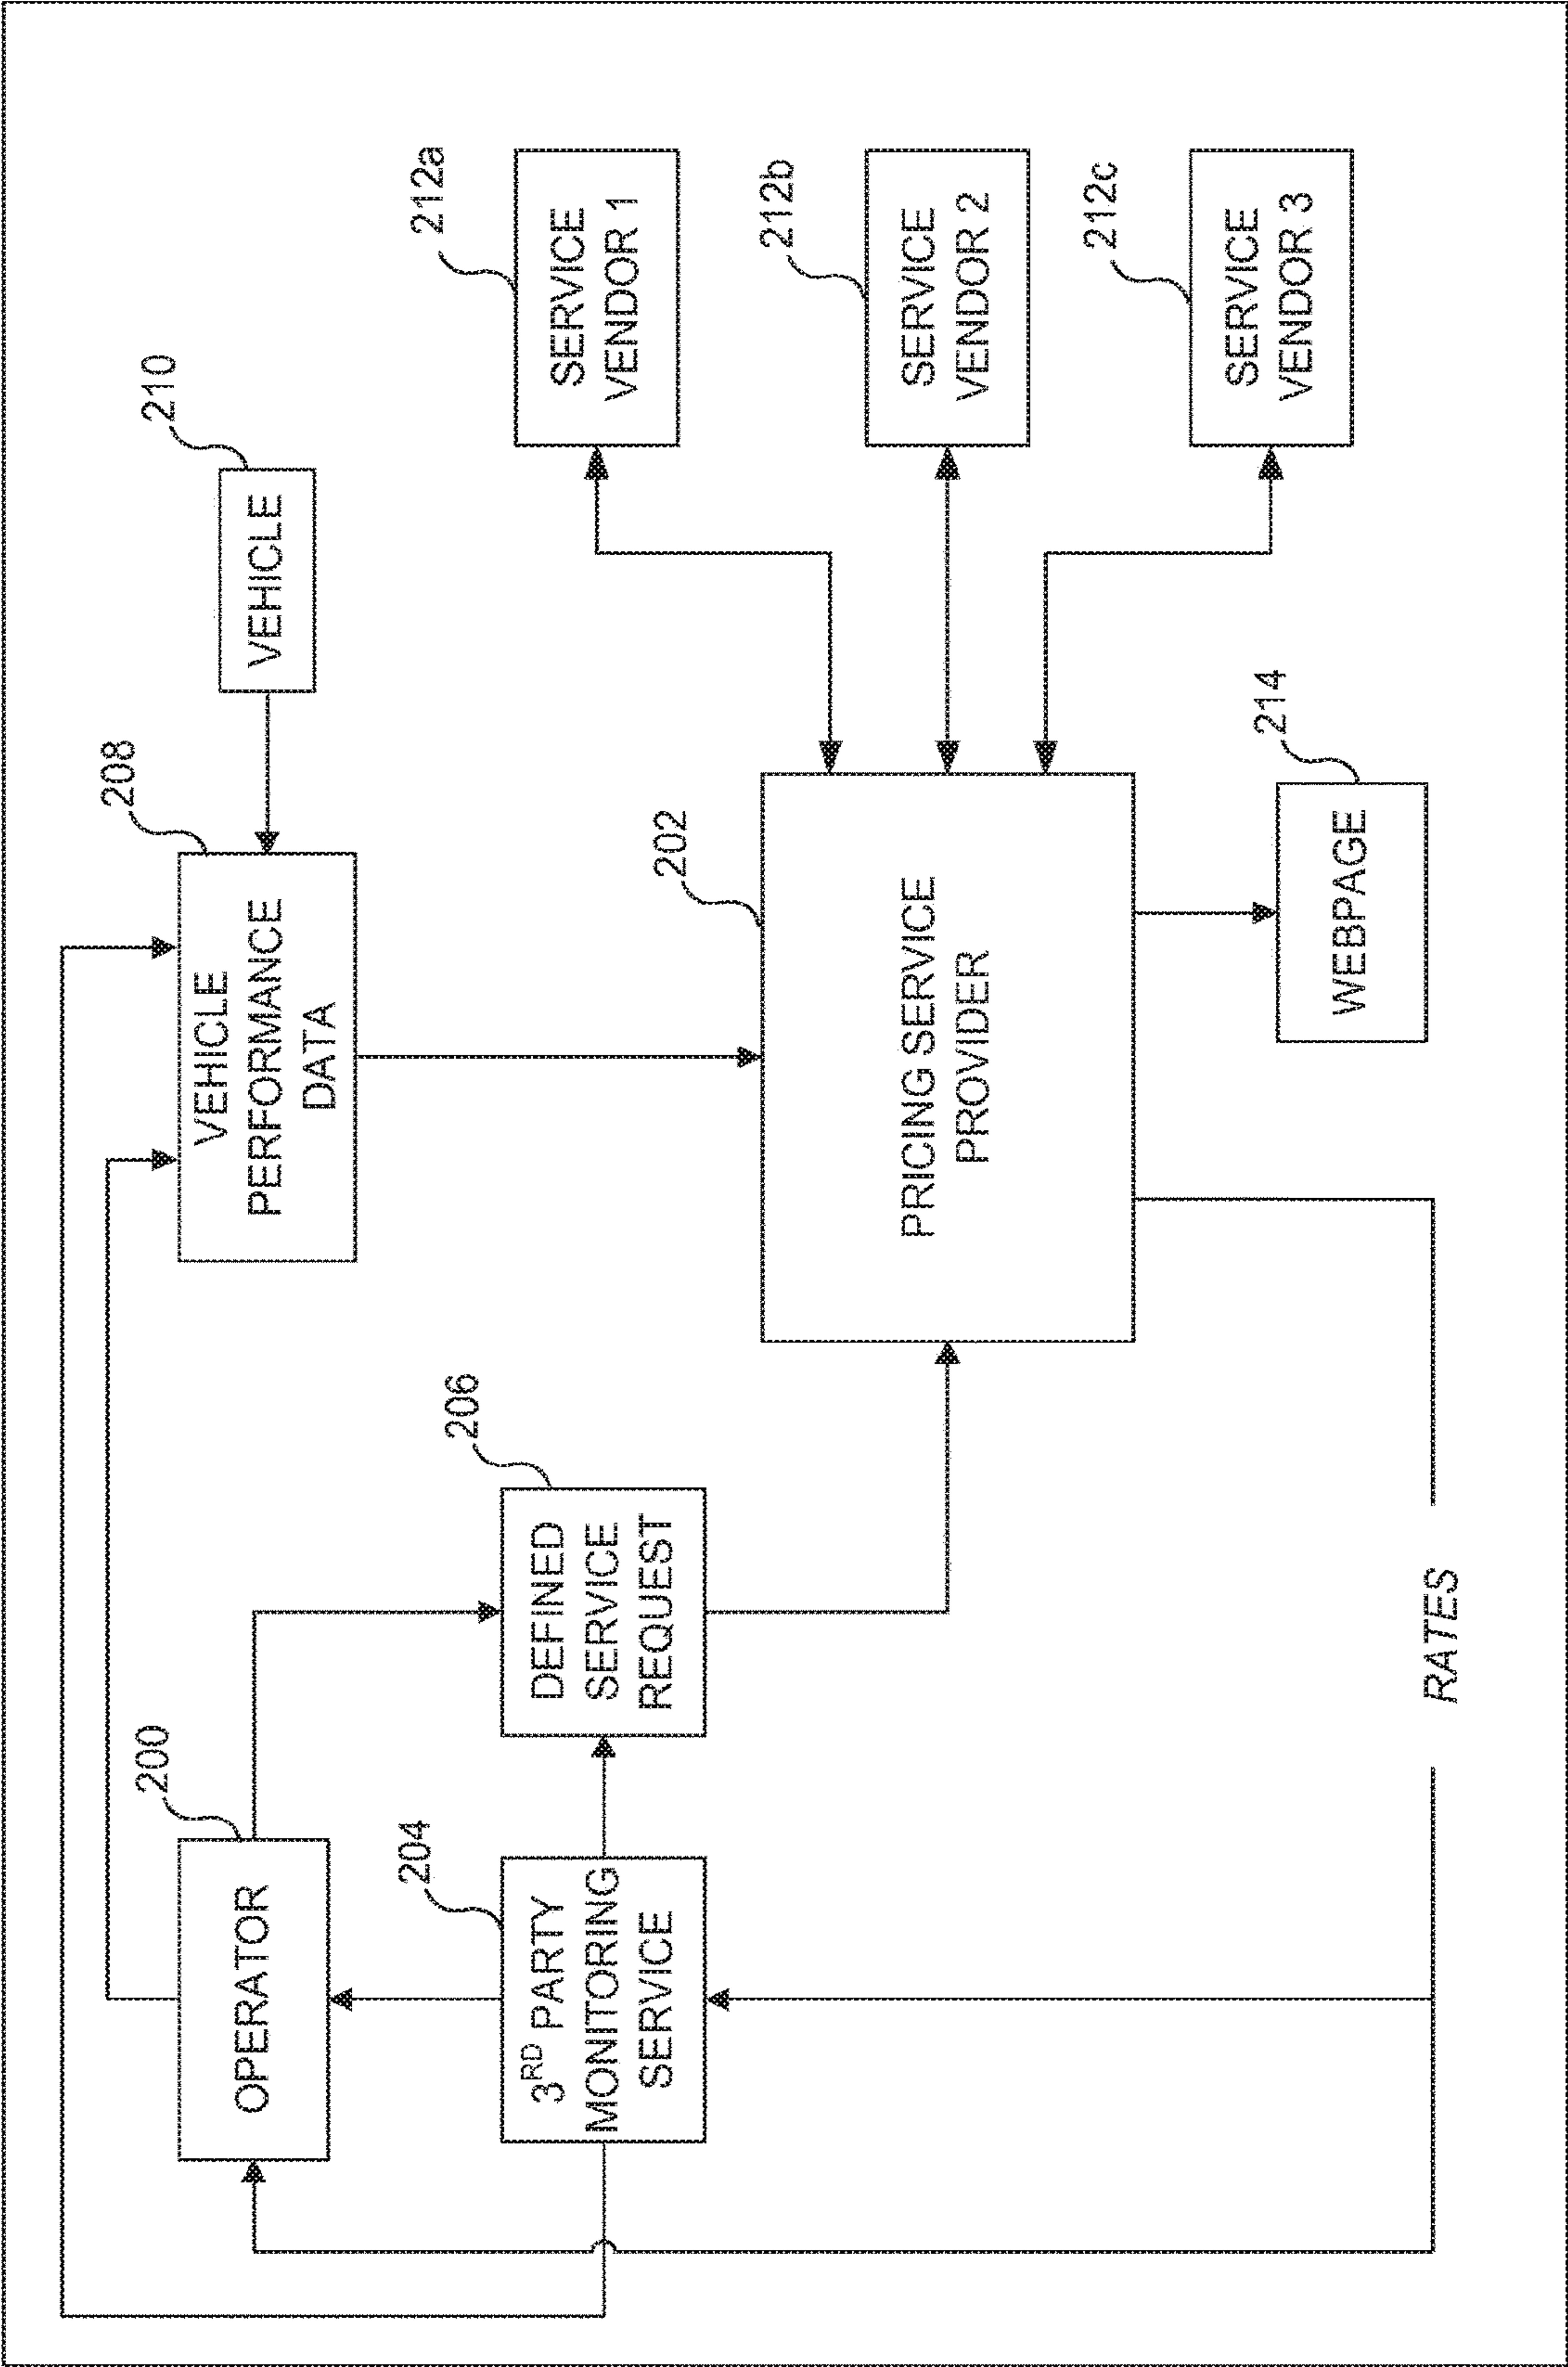 200
OPERATOR
208
VEHICLE
PERFORMANCE
DATA
210
VEHICLE
204
3RD PARTY
MONITORING
SERVICE
206
DEFINED
SERVICE
REQUEST
202
PRICING SERVICE
PROVIDER
212a
SERVICE
VENDOR 1
212b
SERVICE
VENDOR 2
212c
SERVICE
VENDOR 3
214
WEBPAGE
RATES